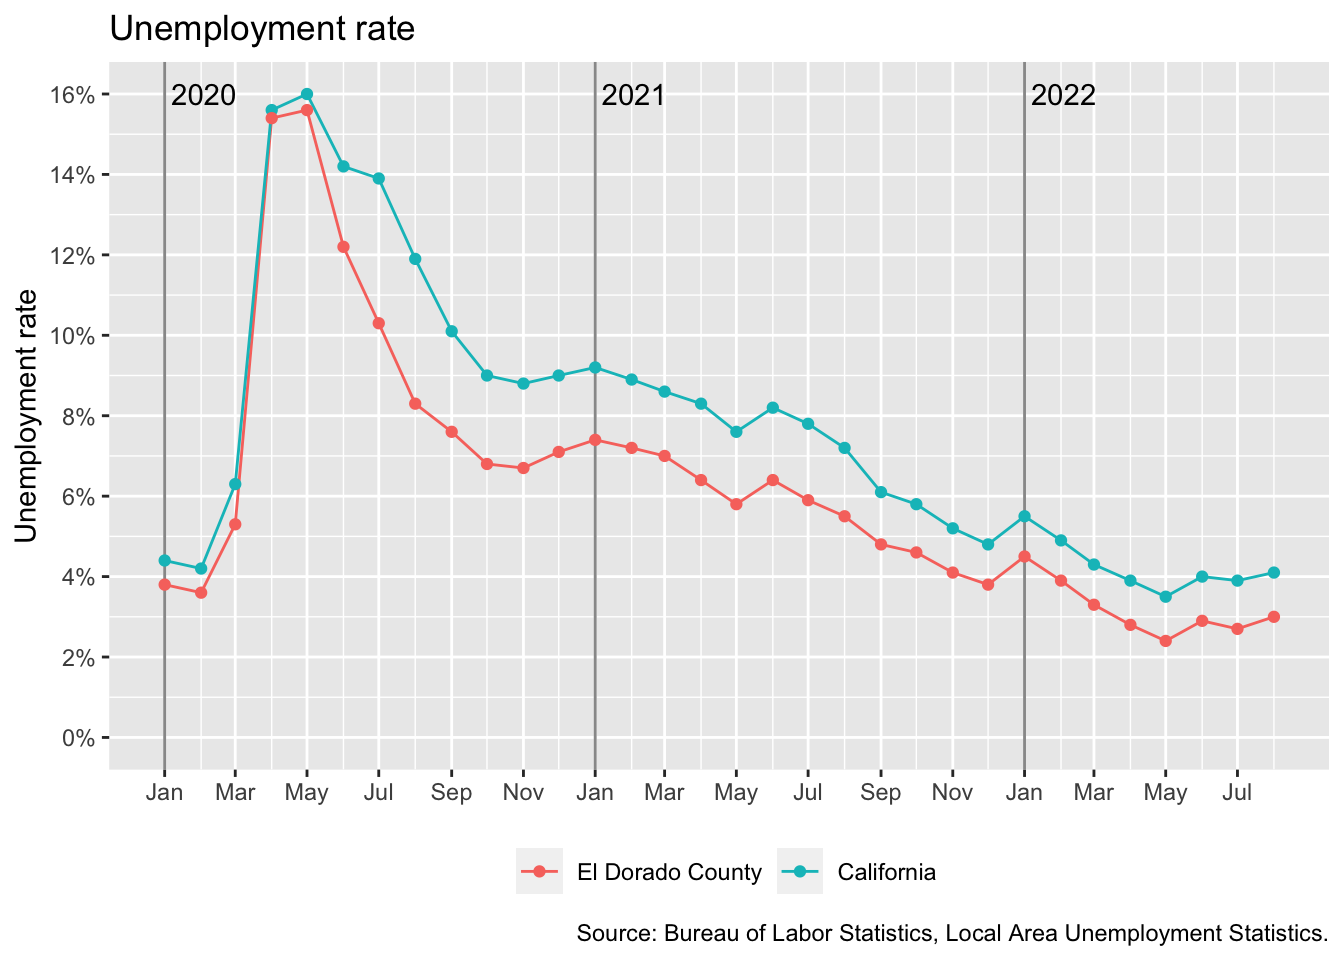 Unemployment rate
2020 2021 2022
16%
14%
12%
10%
8%
6%
4%
2%
0%
Unemployment rate
Jan Mar May Jul Sep Nov Jan Mar May Jul Sep Nov Jan Mar May Jul
El Dorado County California
Source: Bureau of Labor Statistics, Local Area Unemployment Statistics.